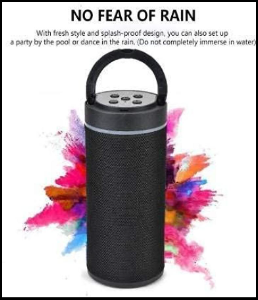 NO FEAR OF RAIN
With fresh style and splash-proof design, you can also set up
a party by the pool or dance in the rain. (Do not completely immerse in water)